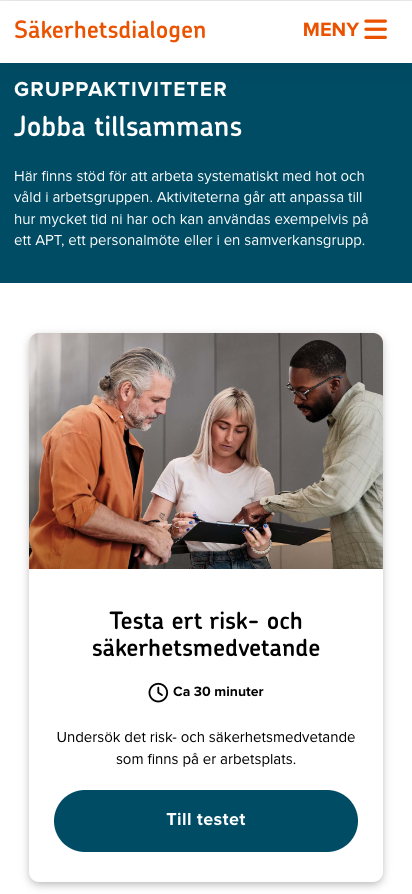 Säkerhetsdialogen
MENY
GRUPPAKTIVITETER
Jobba tillsammans
Här finns stöd för att arbeta systematiskt med hot och
våld i arbetsgruppen. Aktiviteterna går att anpassa till
hur mycket tid ni har och kan användas exempelvis på
ett APT, ett personalmöte eller i en samverkansgrupp.
Testa ert risk- och
säkerhetsmedvetande
Ca 30 minuter
Undersök det risk- och säkerhetsmedvetande
som finns på er arbetsplats.
Till testet